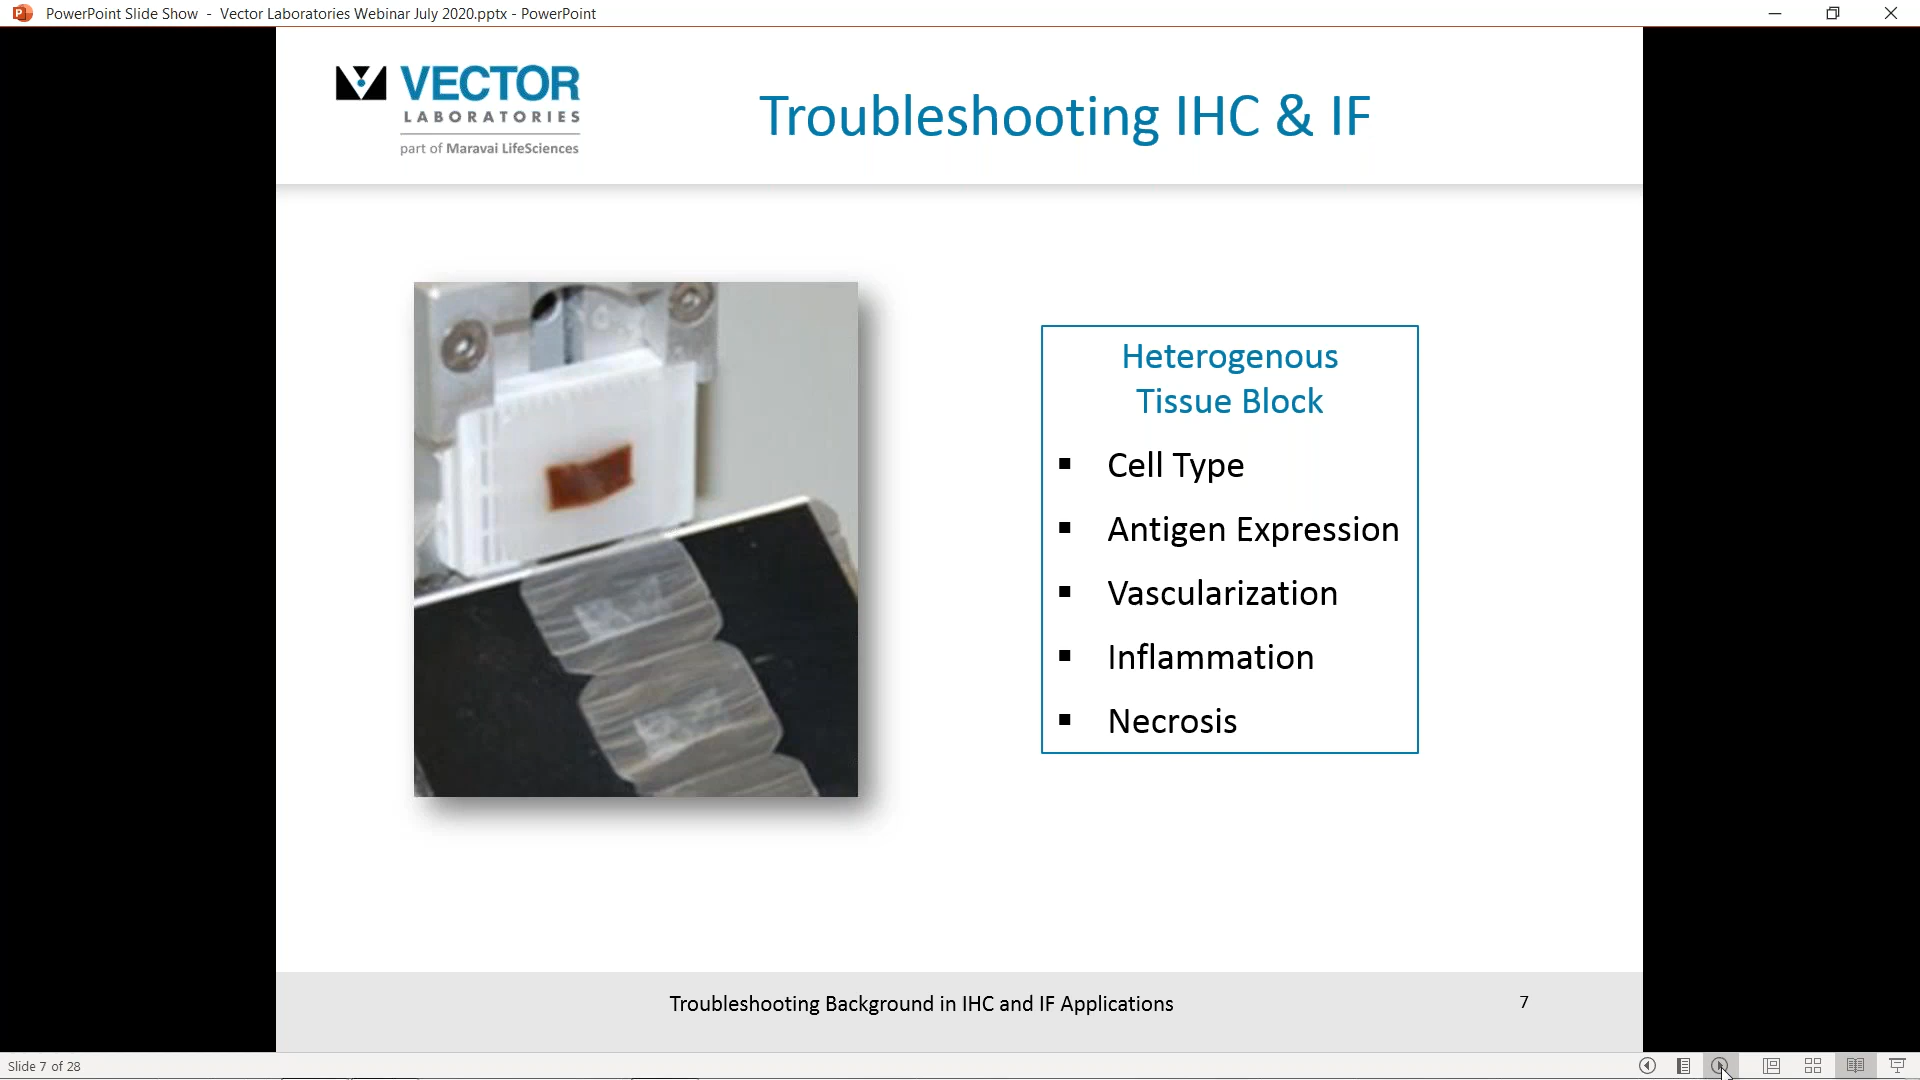 PowerPoint Slide Show - Vector Laboratories Webinar July 2020.pptx - PowerPoint
VECTOR
LABORATORIES
part of Maravai LifeSciences
Troubleshooting IHC & IF
Heterogenous
Tissue Block
▪ Cell Type
▪ Antigen Expression
▪ Vascularization
▪ Inflammation
▪ Necrosis
Troubleshooting Background in IHC and IF Applications
7
Slide 7 of 28